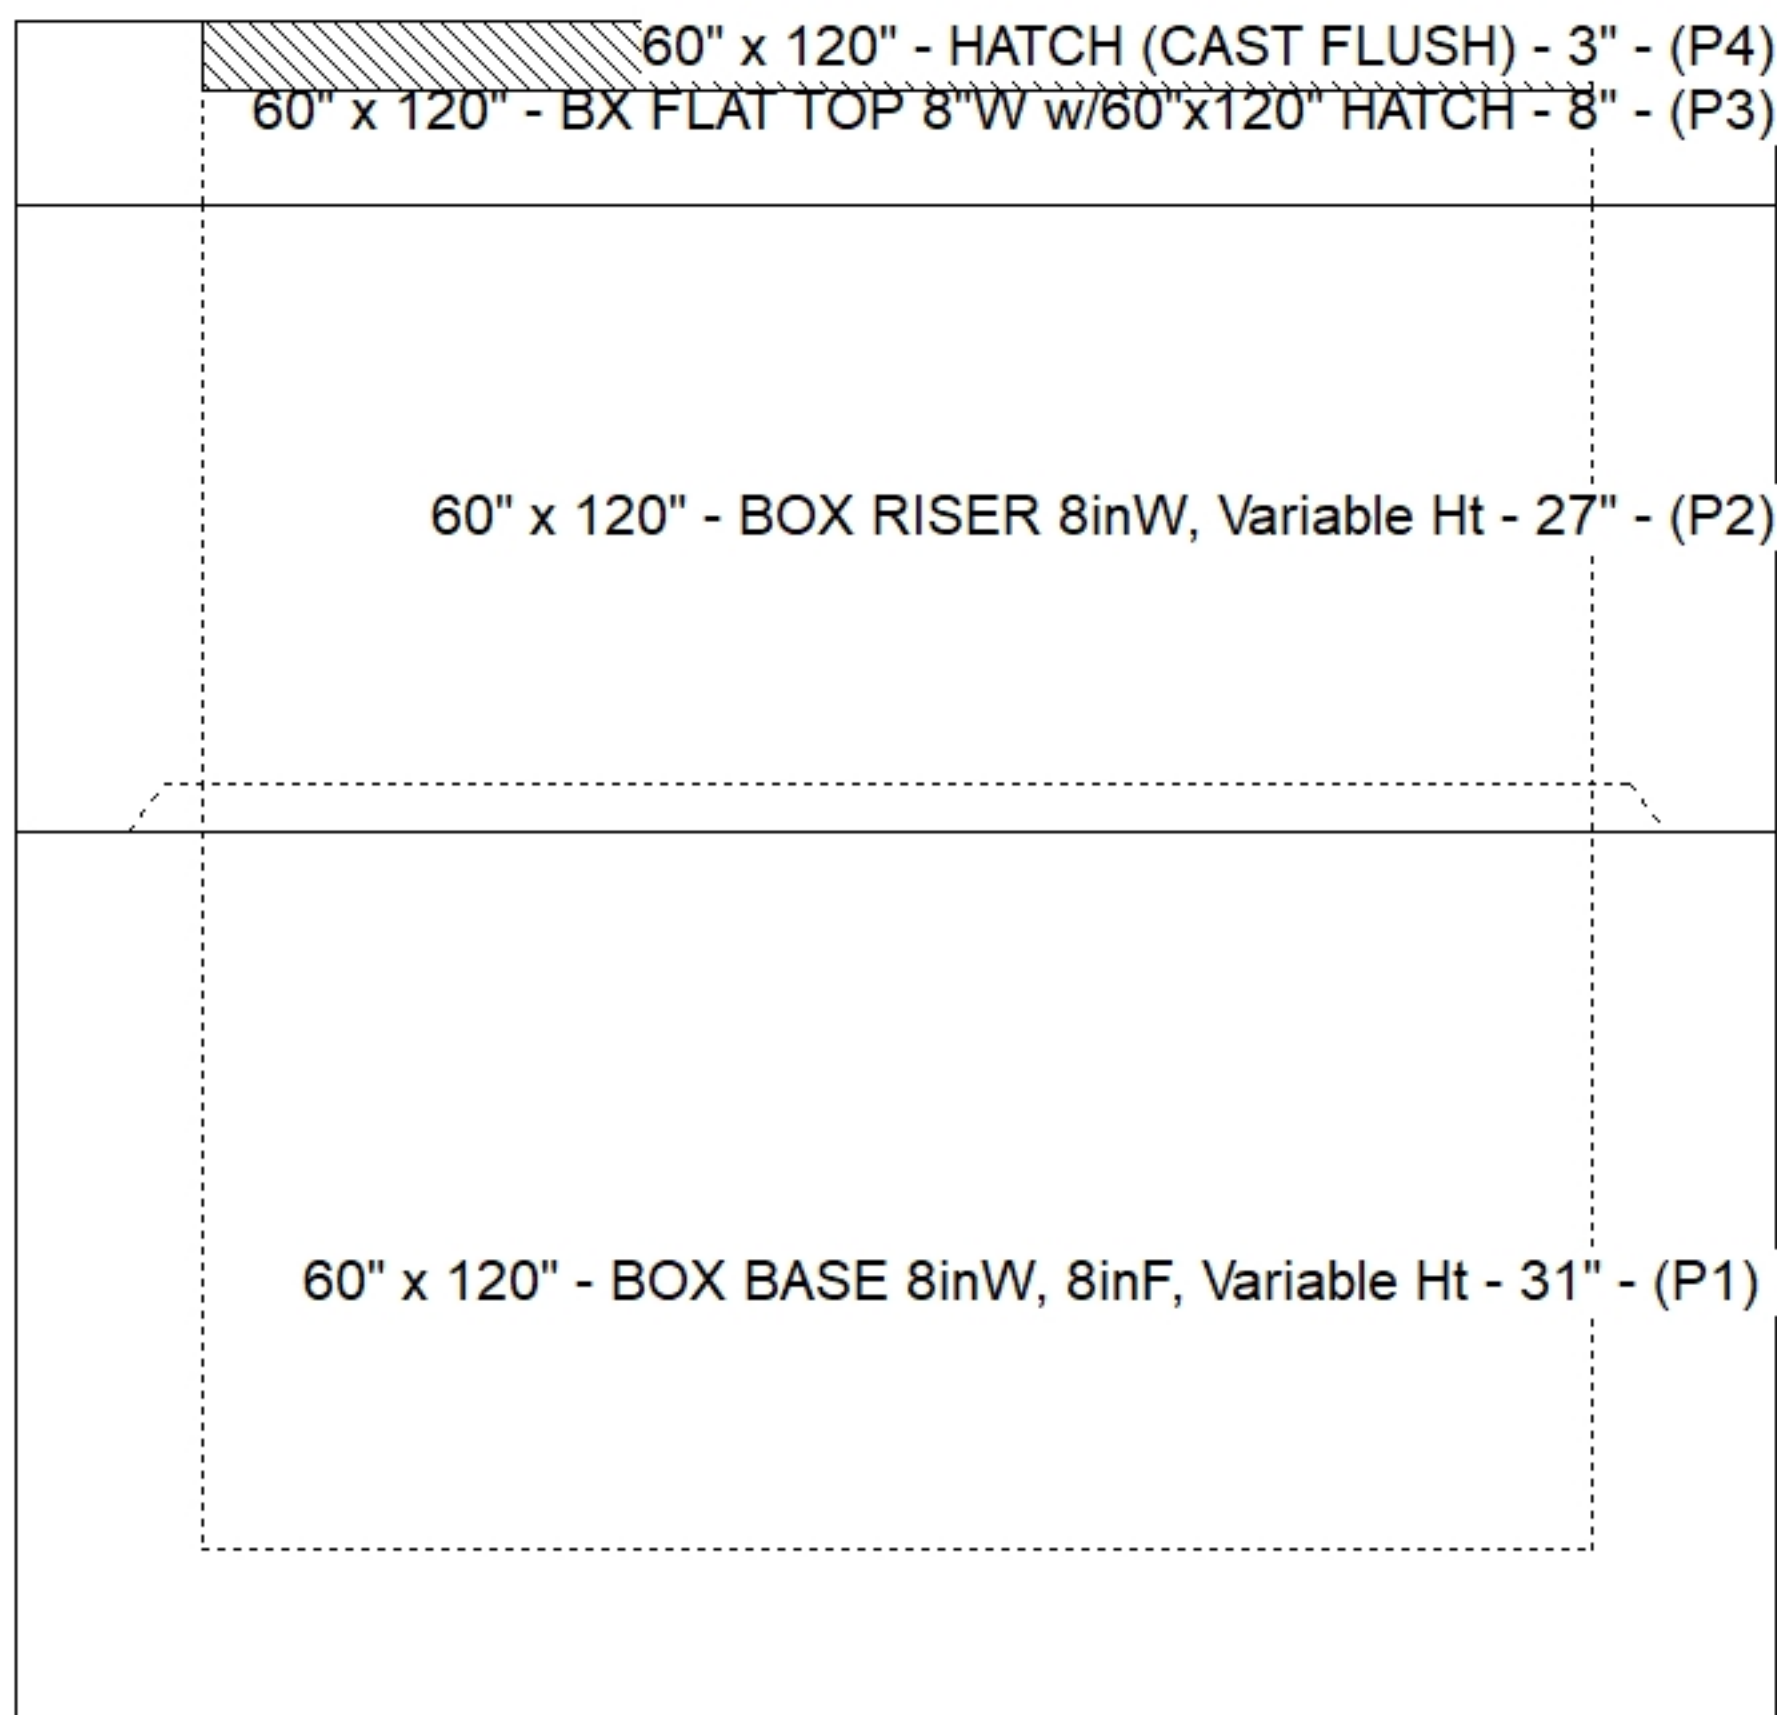 60" x 120" - HATCH (CAST FLUSH) - 3" - (P4)
60" x 120" - BX FLAT TOP 8"W w/60"x120" HATCH - 8" - (P3)
60" x 120" - BOX RISER 8inW, Variable Ht - 27" - (P2)
60" x 120" - BOX BASE 8inW, 8inF, Variable Ht - 31" - (P1)